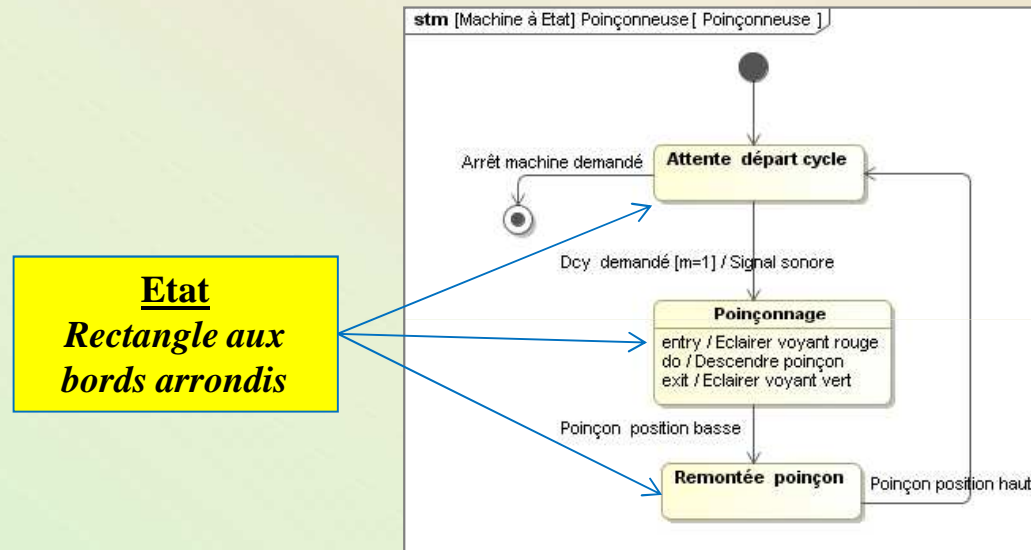 stm [Machine à Etat] Poinçonneuse [ Poinçonneuse ]
Arrêt machine demandé
Attente départ cycle
Dcy demandé [m=1] / Signal sonore
Etat
Rectangle aux
bords arrondis
Poinçonnage
entry / Eclairer voyant rouge
do / Descendre poinçon
exit / Eclairer voyant vert
Poinçon position basse
Remontée poinçon
Poinçon position haut